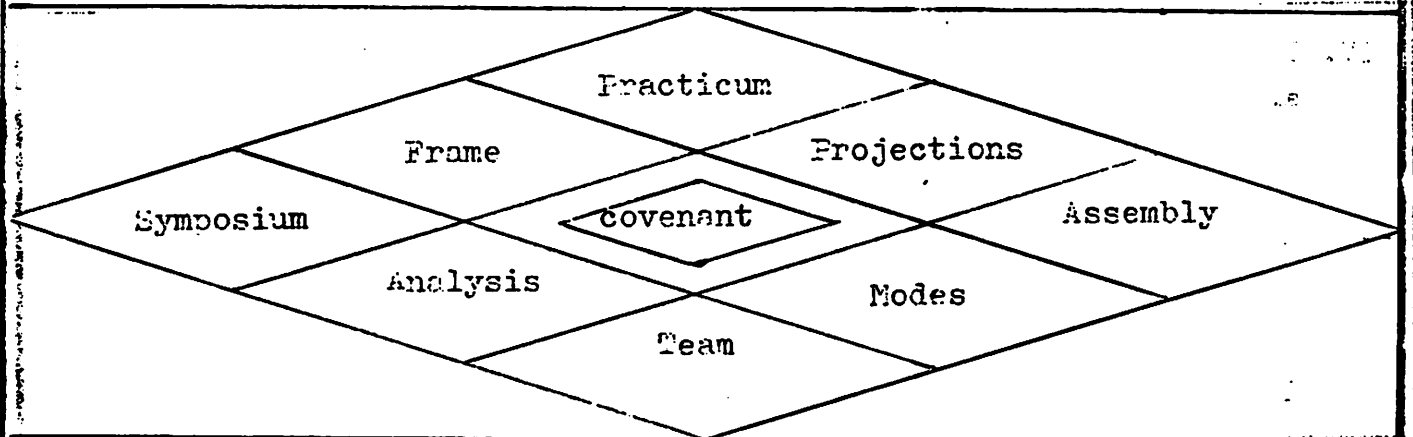 Practicum
Frame
Projections
Symposium
covenant
Assembly
Analysis
Modes
Team